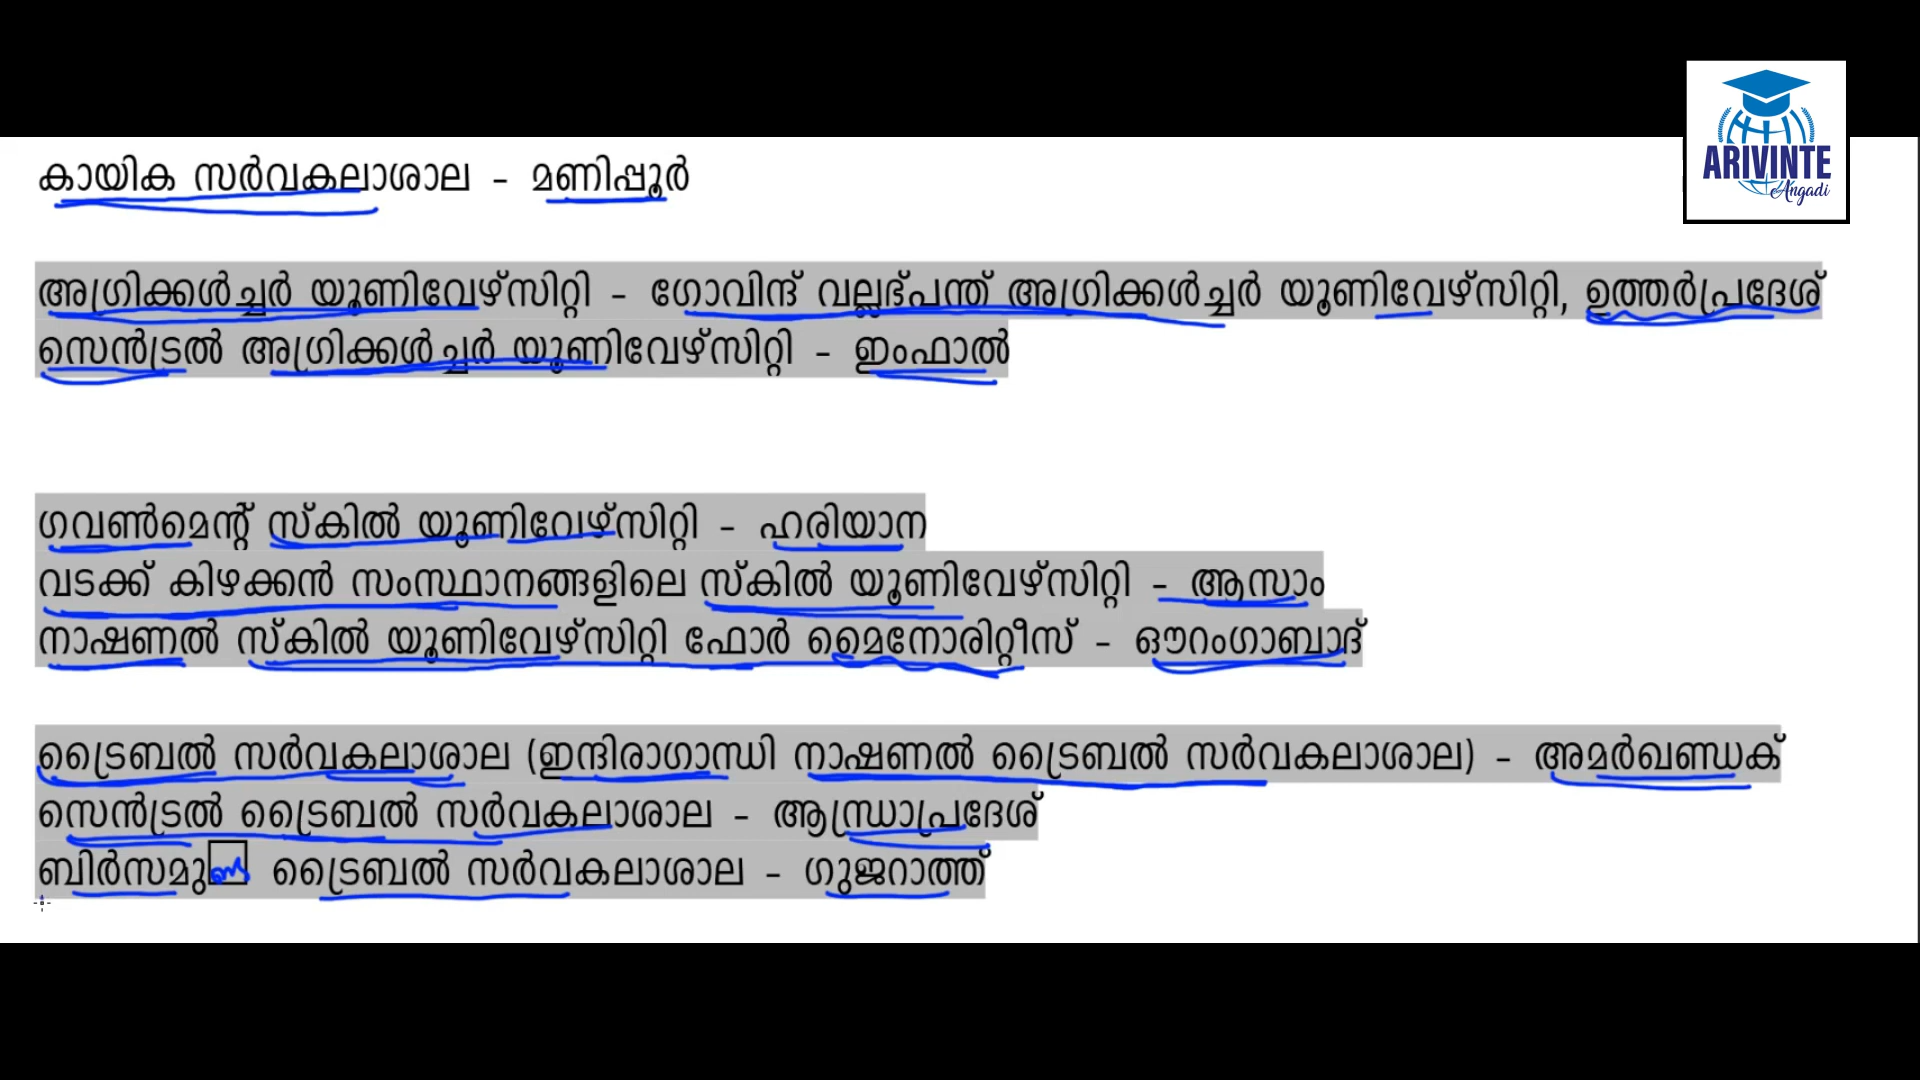 ARIVINTE
Angadi
കായിക സർവകലാശാല - മണിപ്പൂർ
അഗ്രിക്കൾച്ചർ യൂണിവേഴ്സിറ്റി - ഗോവിന്ദ് വല്ലഭ്പന്ത് അഗ്രിക്കൾച്ചർ യൂണിവേഴ്സിറ്റി, ഉത്തർപ്രദേശ്
സെൻട്രൽ അഗ്രിക്കൾച്ചർ യൂണിവേഴ്സിറ്റി - ഇംഫാൽ
ഗവൺമെന്റ് സ്കിൽ യൂണിവേഴ്സിറ്റി - ഹരിയാന
വടക്ക് കിഴക്കൻ സംസ്ഥാനങ്ങളിലെ സ്കിൽ യൂണിവേഴ്സിറ്റി - ആസാം
നാഷണൽ സ്കിൽ യൂണിവേഴ്സിറ്റി ഫോർ മൈനോരിറ്റീസ് - ഔറംഗാബാദ്
ട്രൈബൽ സർവകലാശാല (ഇന്ദിരാഗാന്ധി നാഷണൽ ട്രൈബൽ സർവകലാശാല) - അമർഖണ്ഡക്
സെൻട്രൽ ട്രൈബൽ സർവകലാശാല - ആന്ധ്രാപ്രദേശ്
ട്രൈബൽ സർവകലാശാല - ഗുജറാത്ത്